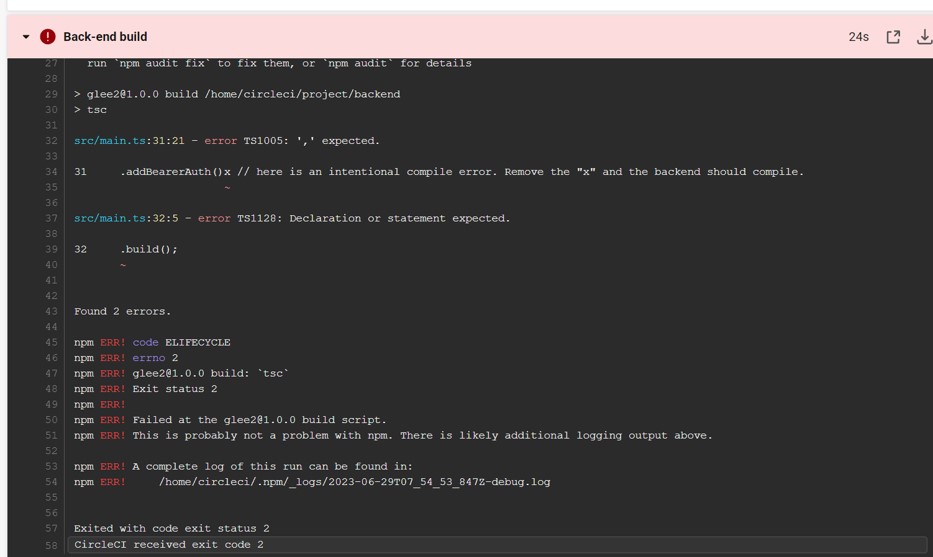 Back-end build 24s
27 run `npm audit fix` to fix them, or `npm audit` for details
28
29 > glee2@1.0.0 build /home/circleci/project/backend
30 > tsc
31
32 src/main.ts:31:21 - error TS1005: ',' expected.
33
34 31     .addBearerAuth()x // here is an intentional compile error. Remove the "x" and the backend should compile.
35                        ~
36
37 src/main.ts:32:5 - error TS1128: Declaration or statement expected.
38
39 32     .build();
40        ~
41
42
43 Found 2 errors.
44
45 npm ERR! code ELIFECYCLE
46 npm ERR! errno 2
47 npm ERR! glee2@1.0.0 build: `tsc`
48 npm ERR! Exit status 2
49 npm ERR!
50 npm ERR! Failed at the glee2@1.0.0 build script.
51 npm ERR! This is probably not a problem with npm. There is likely additional logging output above.
52
53 npm ERR! A complete log of this run can be found in:
54 npm ERR!     /home/circleci/.npm/_logs/2023-06-29T07_54_53_847Z-debug.log
55
56
57 Exited with code exit status 2
58 CircleCI received exit code 2